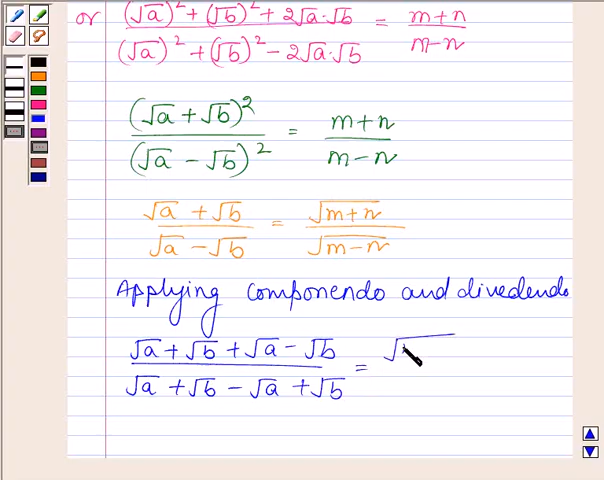 or (√a)² + (√b)² + 2√a·√b / (√a)² + (√b)² - 2√a·√b = m+n / m-n
(√a + √b)² / (√a - √b)² = m+n / m-n
√a + √b / √a - √b = √m+n / √m-n
Applying componendo and dividendo
√a + √b + √a - √b / √a + √b - √a + √b = √